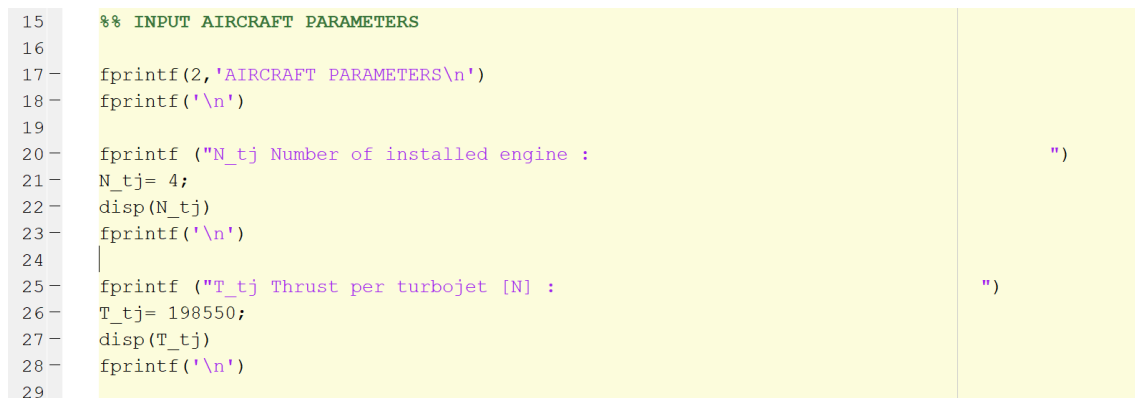 15 %% INPUT AIRCRAFT PARAMETERS
16
17 fprintf(2,'AIRCRAFT PARAMETERS\n')
18 fprintf('\n')
19
20 fprintf ("N_tj Number of installed engine :                                        ")
21 N_tj= 4;
22 disp(N_tj)
23 fprintf('\n')
24
25 fprintf ("T_tj Thrust per turbojet [N] :                                     ")
26 T_tj= 198550;
27 disp(T_tj)
28 fprintf('\n')
29